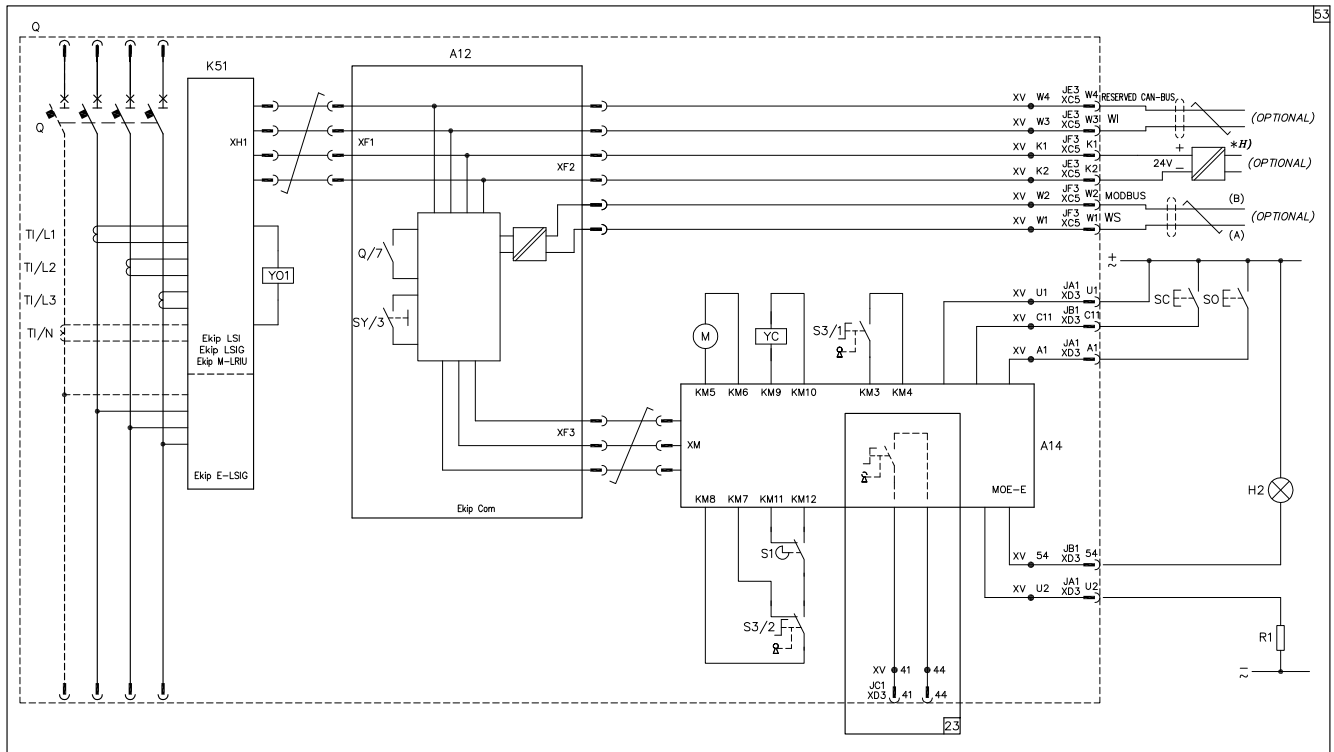 53
Q
K51
A12
XV W4 JE3 XC5 W4 RESERVED CAN-BUS
XV W3 JE3 XC5 W3 WI
(OPTIONAL)
Q
XH1
XF1
XF2
XV K1 JF3 XC5 K1 + *H)
24V
(OPTIONAL)
XV K2 JE3 XC5 K2 –
XV W2 JF3 XC5 W2 MODBUS (B)
(OPTIONAL)
XV W1 JF3 XC5 W1 WS (A)
TI/L1
TI/L2
TI/L3
TI/N
YO1
Q/7
SY/3
Ekip LSI
Ekip LSIG
Ekip M-LRIU
Ekip E-LSIG
+
~
XV U1 JA1 XD3 U1
SC
SO
XV C11 JB1 XD3 C11
XV A1 JA1 XD3 A1
M
YC
S3/1
KM5 KM6 KM9 KM10 KM3 KM4
XF3
XM
A14
MOE-E
H2
KM8 KM7 KM11 KM12
Ekip Com
S1
XV 54 JB1 XD3 54
XV U2 JA1 XD3 U2
S3/2
R1
XV 41 44
JC1
XD3 41 44
–
~
23